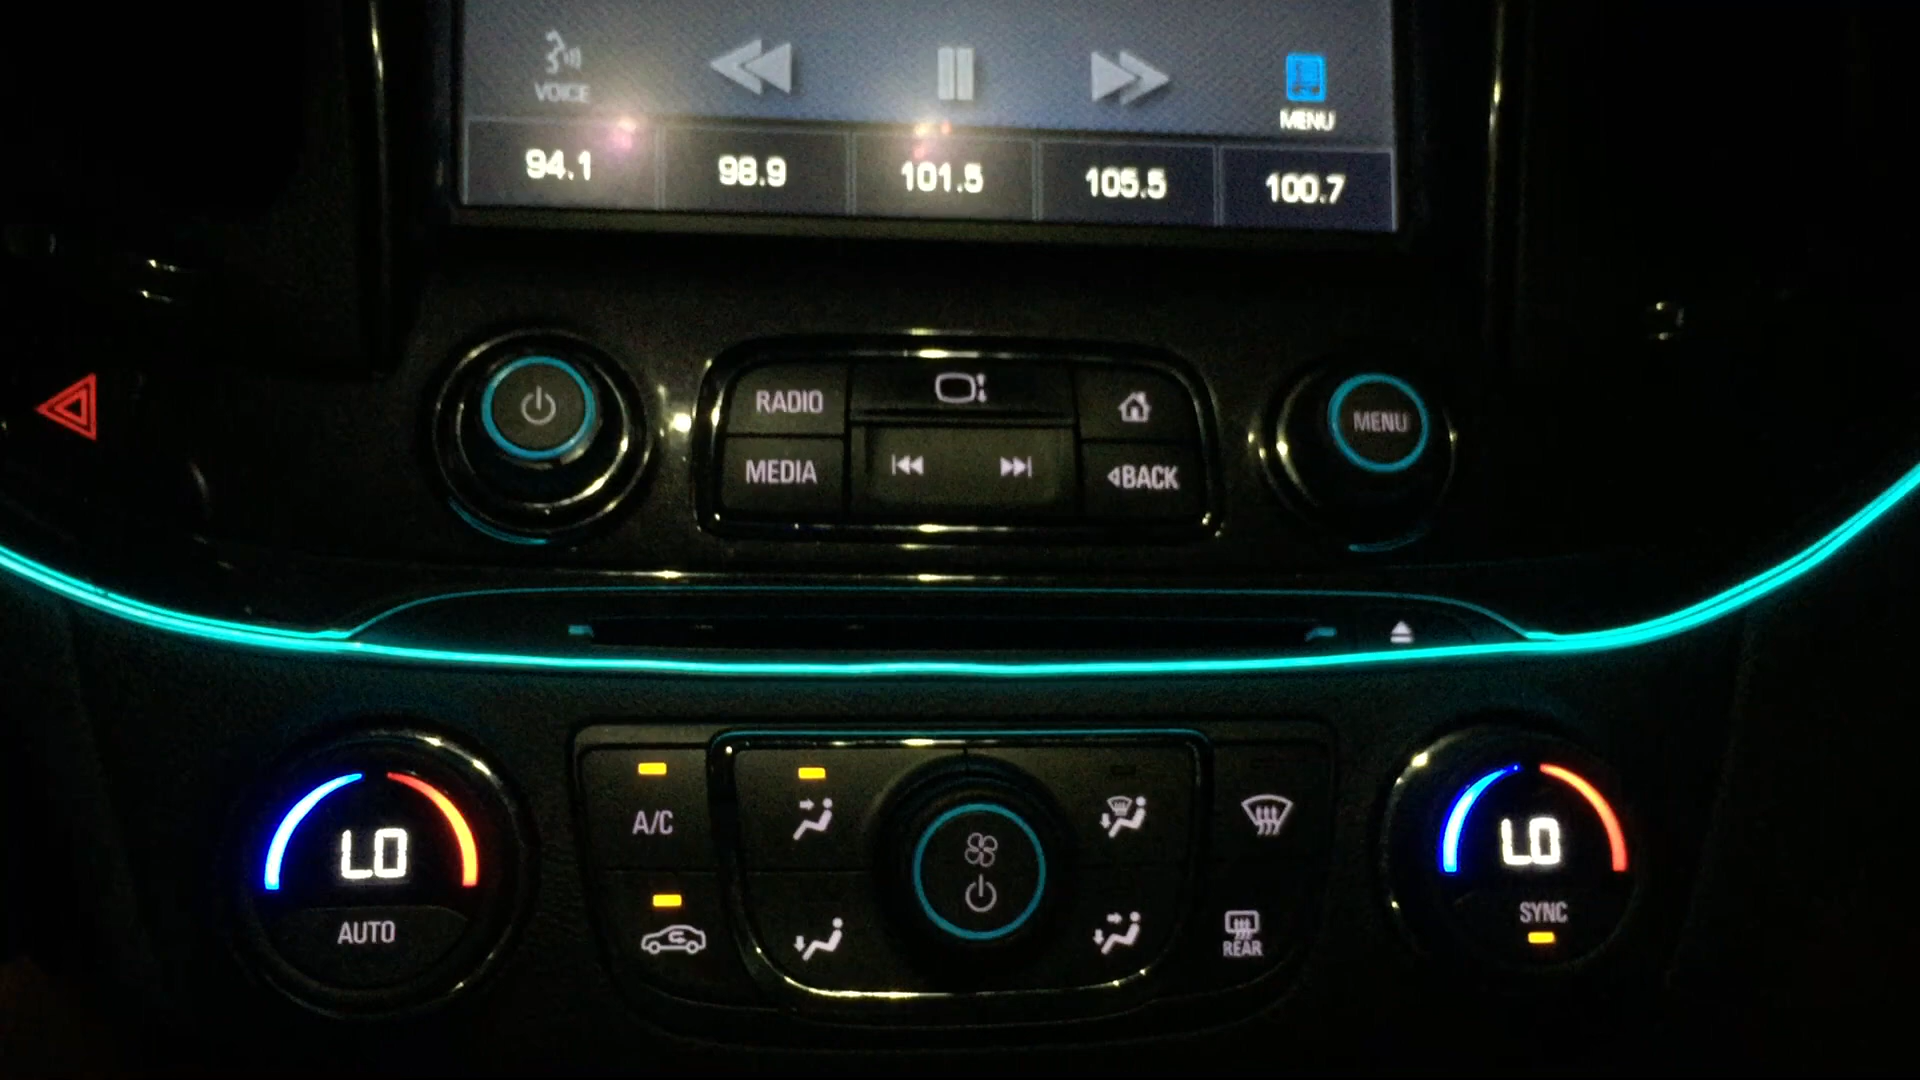 VOICE
MENU
94.1 98.9 101.5 105.5 100.7
RADIO
MENU
MEDIA
BACK
LO
LO
A/C
SYNC
AUTO
REAR